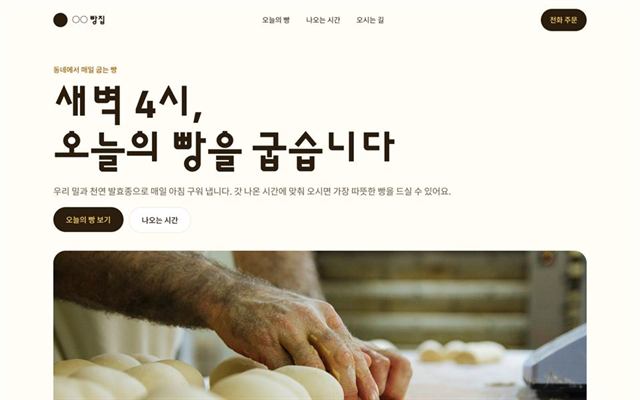 ○○ 빵집
오늘의 빵
나오는 시간
오시는 길
전화 주문
동네에서 매일 굽는 빵
새벽 4시,
오늘의 빵을 굽습니다
우리 밀과 천연 발효종으로 매일 아침 구워 냅니다. 갓 나온 시간에 맞춰 오시면 가장 따뜻한 빵을 드실 수 있어요.
오늘의 빵 보기
나오는 시간